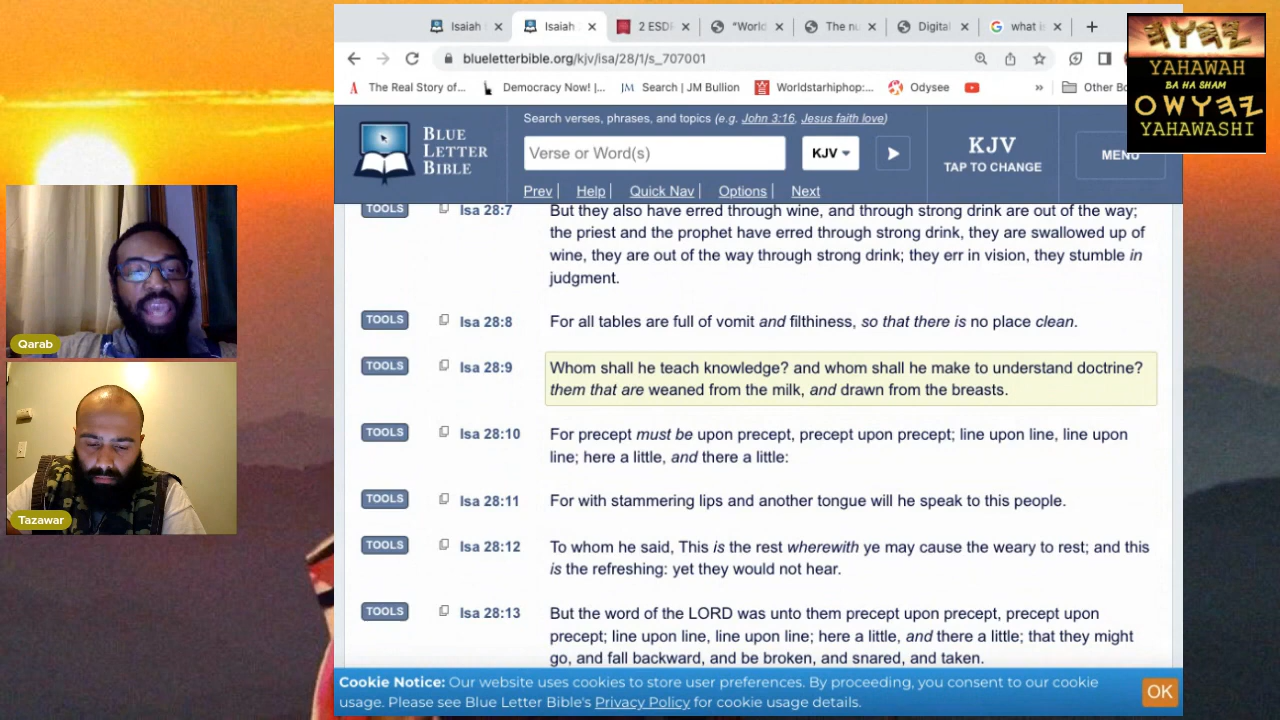 Isaiah
Isaiah
2 ESD
"World
The nu
Digital
what i
blueletterbible.org/kjv/isa/28/1/s_707001
The Real Story of...
Democracy Now! |...
JM Search | JM Bullion
Worldstarhiphop:...
Odysee
»
Other Bo
YAHAWAH
BA HA SHAM
YAHAWASHI
BLUE
LETTER
BIBLE
Search verses, phrases, and topics (e.g. John 3:16, Jesus faith love)
Verse or Word(s)
KJV
KJV
TAP TO CHANGE
MENU
Prev | Help | Quick Nav | Options | Next
TOOLS Isa 28:7 But they also have erred through wine, and through strong drink are out of the way;
the priest and the prophet have erred through strong drink, they are swallowed up of
wine, they are out of the way through strong drink; they err in vision, they stumble in
judgment.
TOOLS Isa 28:8 For all tables are full of vomit and filthiness, so that there is no place clean.
TOOLS Isa 28:9 Whom shall he teach knowledge? and whom shall he make to understand doctrine?
them that are weaned from the milk, and drawn from the breasts.
TOOLS Isa 28:10 For precept must be upon precept, precept upon precept; line upon line, line upon
line; here a little, and there a little:
TOOLS Isa 28:11 For with stammering lips and another tongue will he speak to this people.
TOOLS Isa 28:12 To whom he said, This is the rest wherewith ye may cause the weary to rest; and this
is the refreshing: yet they would not hear.
TOOLS Isa 28:13 But the word of the LORD was unto them precept upon precept, precept upon
precept; line upon line, line upon line; here a little, and there a little; that they might
go, and fall backward, and be broken, and snared, and taken.
Cookie Notice: Our website uses cookies to store user preferences. By proceeding, you consent to our cookie
usage. Please see Blue Letter Bible's Privacy Policy for cookie usage details.
OK
Qarab
Tazawar